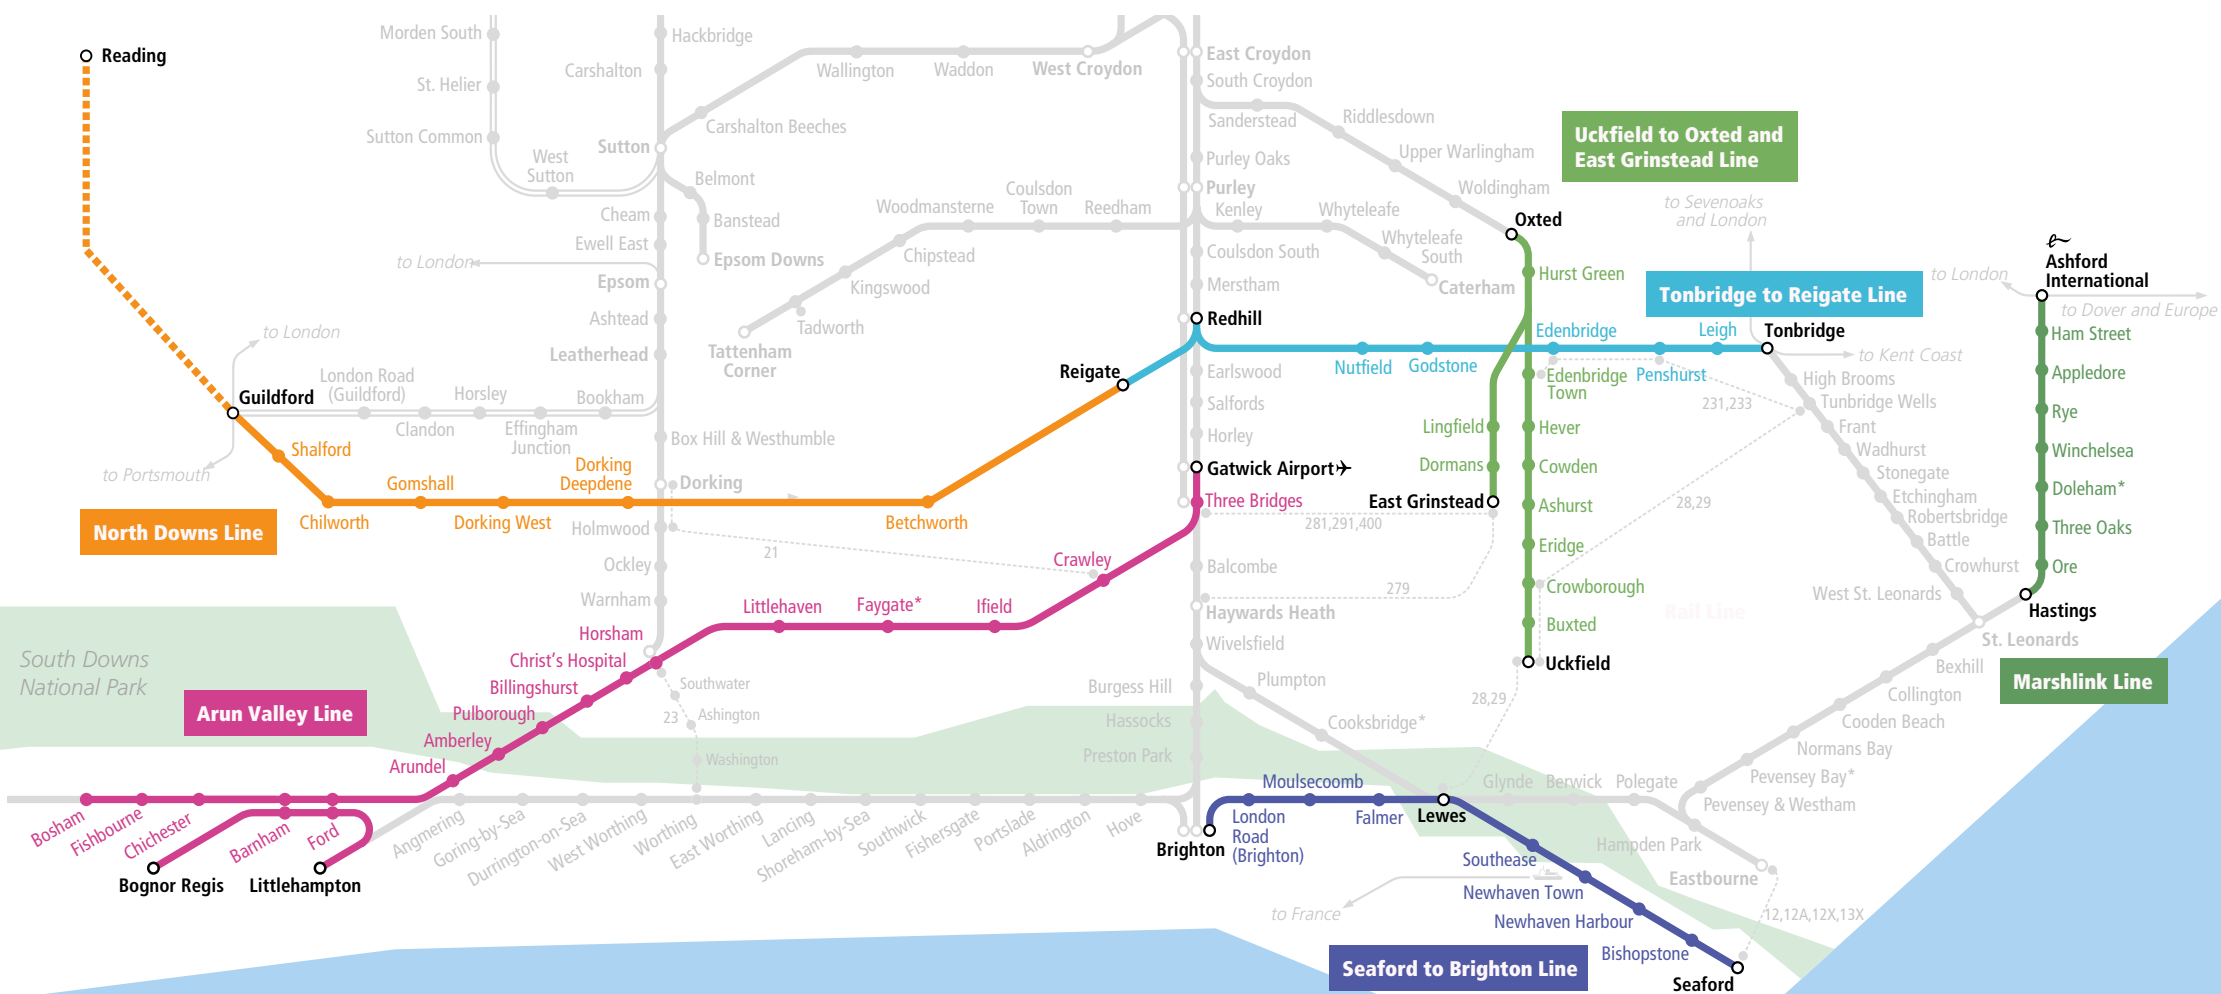 Reading
Morden South
St. Helier
Sutton Common
West
Sutton
Hackbridge
Carshalton
Sutton
Cheam
Ewell East
Epsom
Ashtead
Leatherhead
Bookham
Box Hill & Westhumble
Dorking
Holmwood
Ockley
Warnham
Horsham
Wallington
Waddon
West Croydon
Carshalton Beeches
Belmont
Banstead
Epsom Downs
to London
Woodmansterne
Coulsdon
Town
Reedham
Chipstead
Kingswood
Tadworth
Tattenham
Corner
East Croydon
South Croydon
Sanderstead
Riddlesdown
Upper Warlingham
Woldingham
Oxted
Purley Oaks
Purley
Kenley
Whyteleafe
Whyteleafe
South
Caterham
Coulsdon South
Merstham
Redhill
Earlswood
Salfords
Horley
Gatwick Airport
Three Bridges
Balcombe
Haywards Heath
Wivelsfield
Burgess Hill
Hassocks
Preston Park
Uckfield to Oxted and
East Grinstead Line
Hurst Green
Edenbridge
Town
Hever
Cowden
Ashurst
Eridge
Crowborough
Buxted
Uckfield
Lingfield
Dormans
East Grinstead
to Sevenoaks
and London
Tonbridge to Reigate Line
Reigate
Nutfield
Godstone
Edenbridge
Penshurst
Leigh
Tonbridge
to Kent Coast
High Brooms
Tunbridge Wells
Frant
Wadhurst
Stonegate
Etchingham
Robertsbridge
Battle
Crowhurst
West St. Leonards
St. Leonards
231,233
28,29
281,291,400
279
28,29
Rail Line
to London
Ashford
International
to Dover and Europe
Ham Street
Appledore
Rye
Winchelsea
Doleham*
Three Oaks
Ore
Hastings
Marshlink Line
Bexhill
Collington
Cooden Beach
Normans Bay
Pevensey Bay*
Pevensey & Westham
Hampden Park
Eastbourne
12,12A,12X,13X
to London
Guildford
to Portsmouth
London Road
(Guildford)
Clandon
Horsley
Effingham
Junction
Shalford
Chilworth
Gomshall
Dorking West
Dorking
Deepdene
Betchworth
North Downs Line
21
Crawley
Ifield
Faygate*
Littlehaven
Christ's Hospital
Billingshurst
Pulborough
Amberley
Arundel
Arun Valley Line
South Downs
National Park
Southwater
Ashington
Washington
23
Bosham
Fishbourne
Chichester
Barnham
Ford
Bognor Regis
Littlehampton
Angmering
Goring-by-Sea
Durrington-on-Sea
West Worthing
Worthing
East Worthing
Lancing
Shoreham-by-Sea
Southwick
Fishersgate
Portslade
Aldrington
Hove
Brighton
Plumpton
Cooksbridge*
Moulsecoomb
London
Road
(Brighton)
Falmer
Lewes
Glynde
Berwick
Polegate
Southease
Newhaven Town
Newhaven Harbour
Bishopstone
Seaford
to France
Seaford to Brighton Line